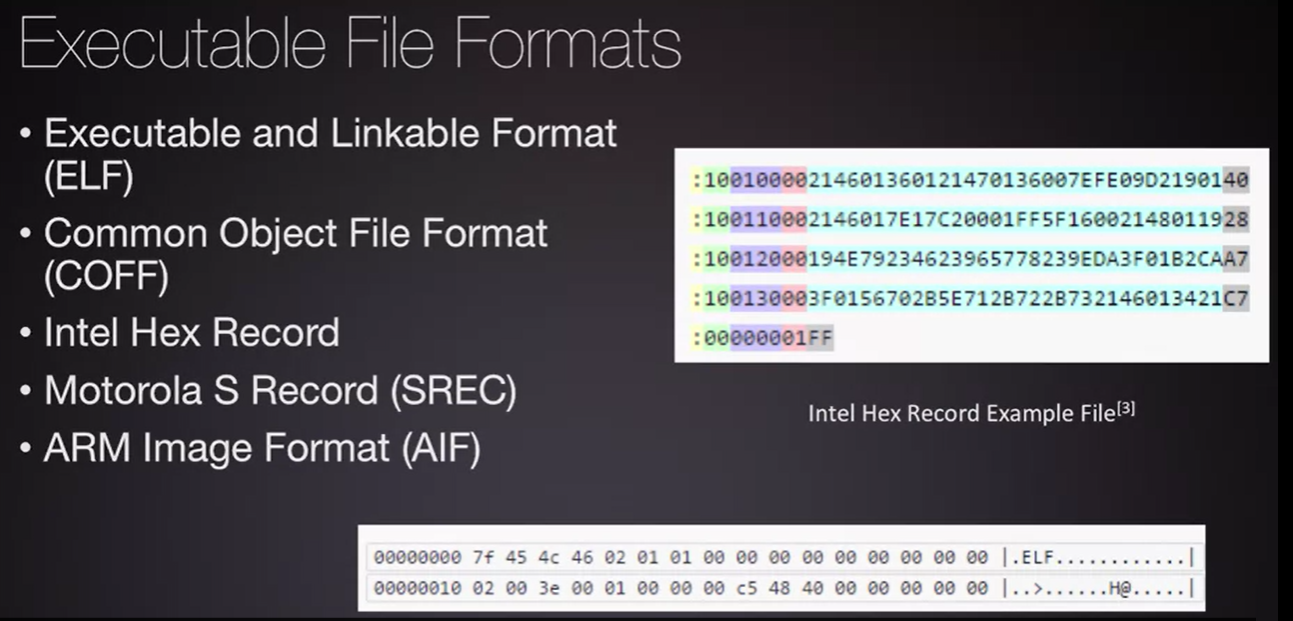 Executable File Formats
• Executable and Linkable Format
(ELF)
• Common Object File Format
(COFF)
• Intel Hex Record
• Motorola S Record (SREC)
• ARM Image Format (AIF)
:10010000214601360121470136007EFE09D2190140
:100110002146017E17C20001FF5F16002148011928
:10012000194E79234623965778239EDA3F01B2CAA7
:100130003F0156702B5E712B722B732146013421C7
:00000001FF
Intel Hex Record Example File[3]
00000000 7f 45 4c 46 02 01 01 00 00 00 00 00 00 00 00 00 |.ELF............|
00000010 02 00 3e 00 01 00 00 00 c5 48 40 00 00 00 00 00 |..>......H@.....|